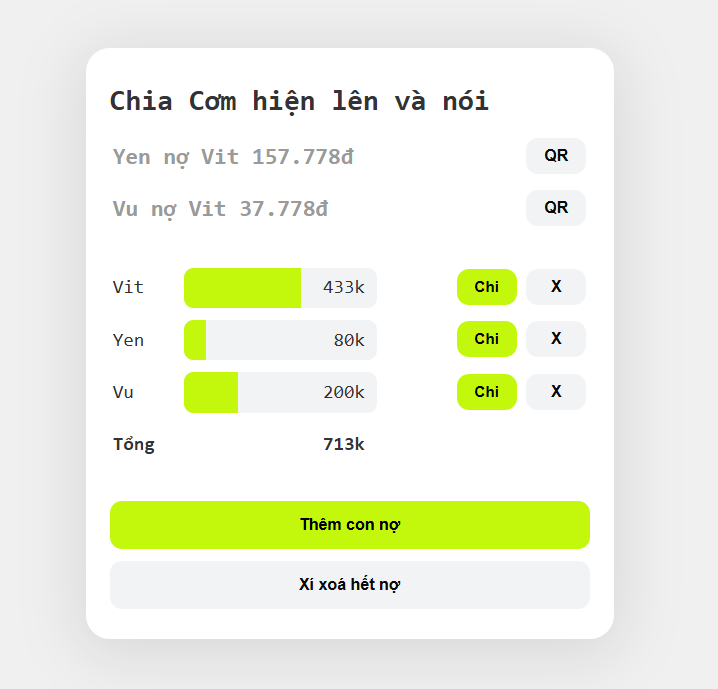 Chia Cơm hiện lên và nói
Yen nợ Vit 157.778đ QR
Vu nợ Vit 37.778đ QR
Vit 433k Chi X
Yen 80k Chi X
Vu 200k Chi X
Tổng 713k
Thêm con nợ
Xí xoá hết nợ